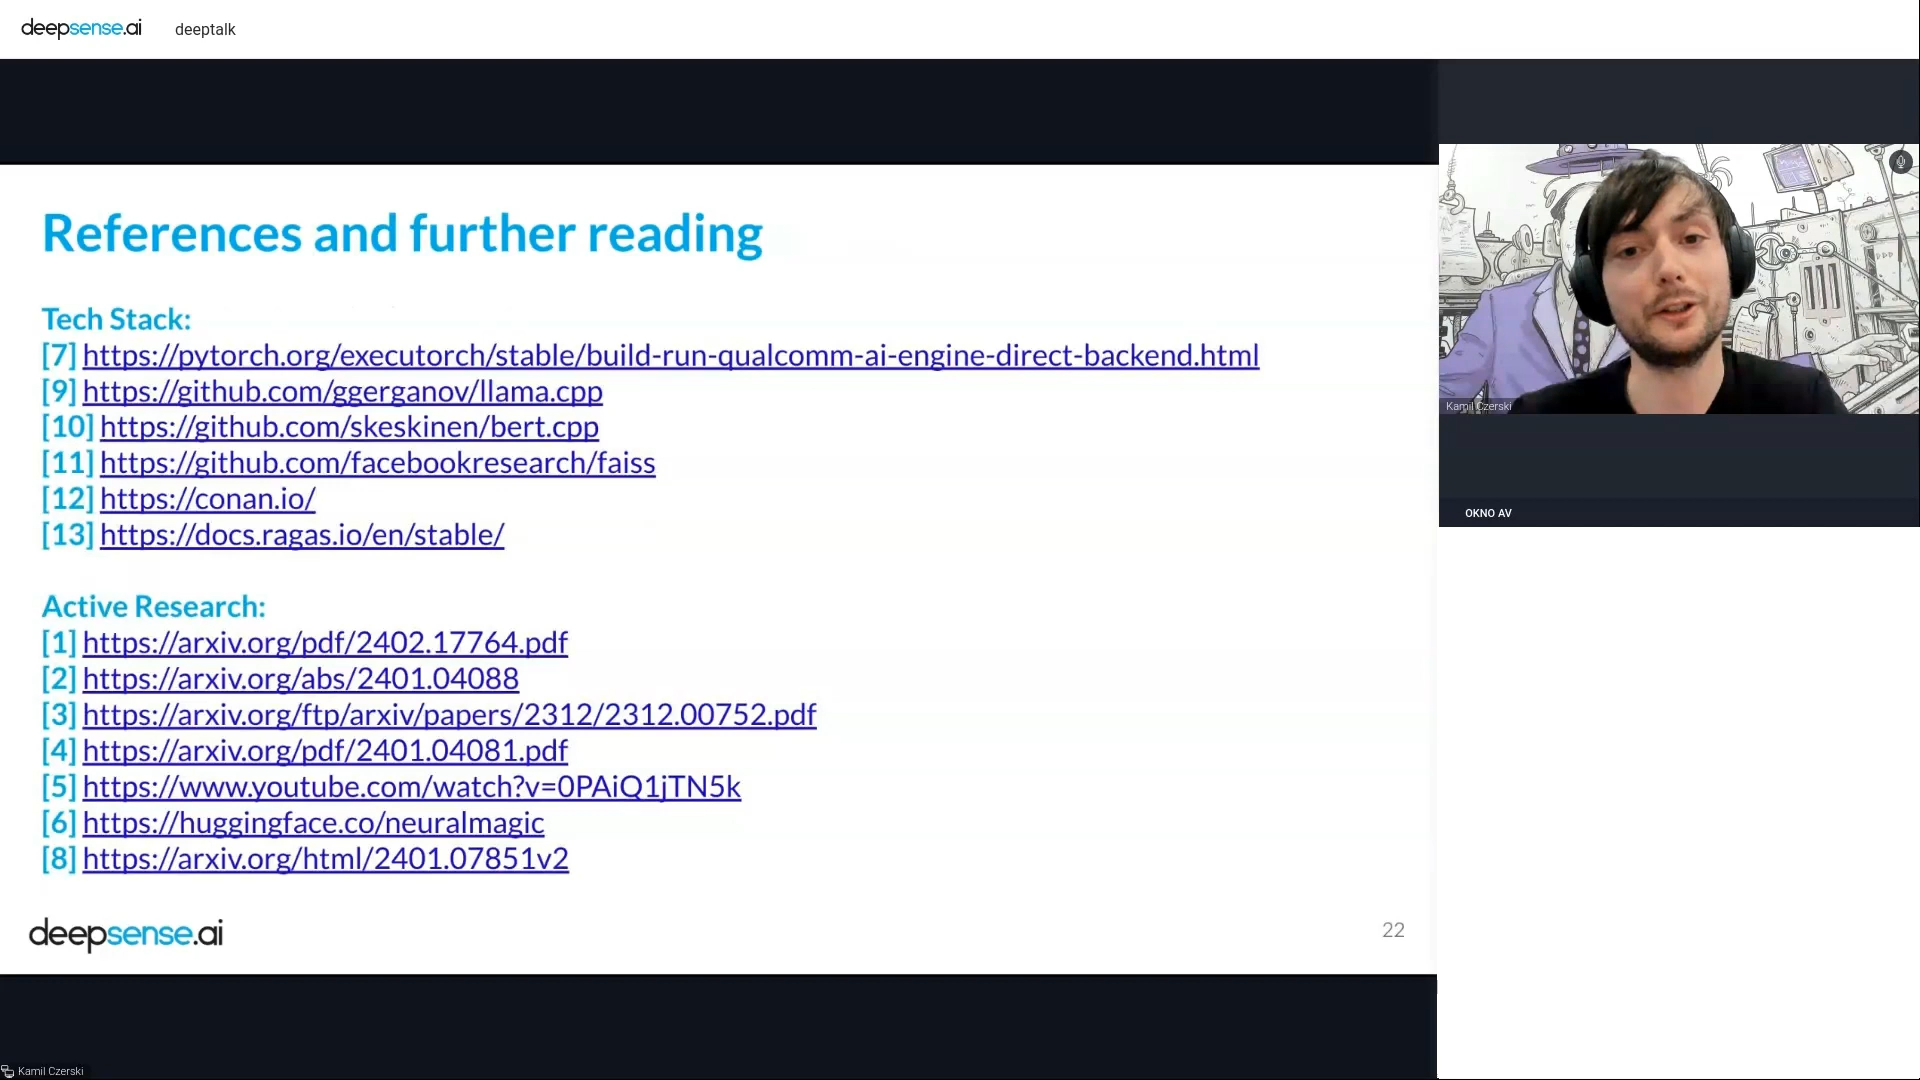 deepsense.ai
deeptalk
References and further reading
Tech Stack:
[7] https://pytorch.org/executorch/stable/build-run-qualcomm-ai-engine-direct-backend.html
[9] https://github.com/ggerganov/llama.cpp
[10] https://github.com/skeskinen/bert.cpp
[11] https://github.com/facebookresearch/faiss
[12] https://conan.io/
[13] https://docs.ragas.io/en/stable/
Active Research:
[1] https://arxiv.org/pdf/2402.17764.pdf
[2] https://arxiv.org/abs/2401.04088
[3] https://arxiv.org/ftp/arxiv/papers/2312/2312.00752.pdf
[4] https://arxiv.org/pdf/2401.04081.pdf
[5] https://www.youtube.com/watch?v=0PAiQ1jTN5k
[6] https://huggingface.co/neuralmagic
[8] https://arxiv.org/html/2401.07851v2
deepsense.ai
22
Kamil Czerski
OKNO AV
Kamil Czerski